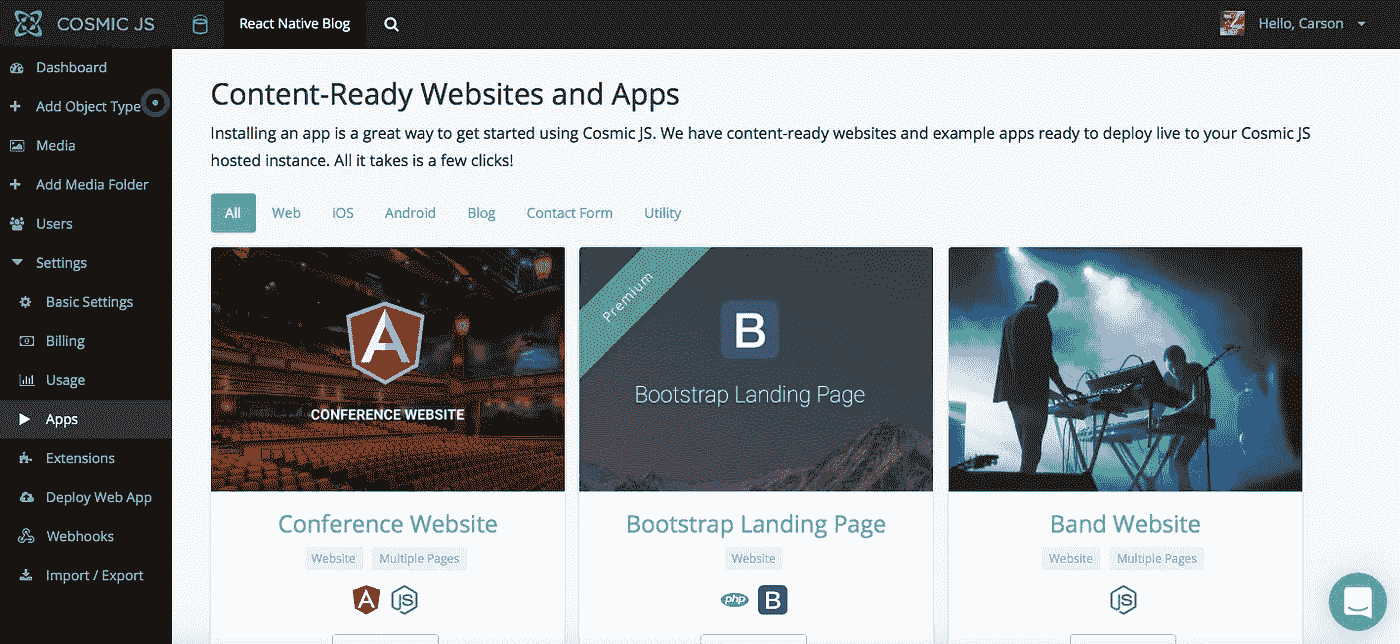 COSMIC JS
React Native Blog
Hello, Carson
Dashboard
Add Object Type
Media
Add Media Folder
Users
Settings
Basic Settings
Billing
Usage
Apps
Extensions
Deploy Web App
Webhooks
Import / Export
Content-Ready Websites and Apps
Installing an app is a great way to get started using Cosmic JS. We have content-ready websites and example apps ready to deploy live to your Cosmic JS
hosted instance. All it takes is a few clicks!
All Web iOS Android Blog Contact Form Utility
A
CONFERENCE WEBSITE
Conference Website
Website Multiple Pages
A JS
Premium
B
Bootstrap Landing Page
Bootstrap Landing Page
Website
php B
Band Website
Website Multiple Pages
JS